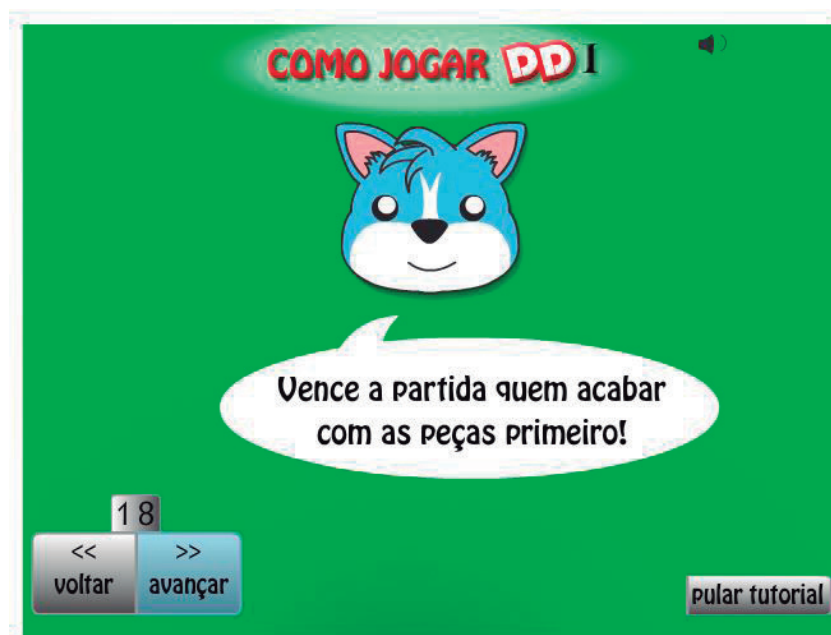 COMO JOGAR DD I
Vence a partida quem acabar
com as peças primeiro!
18
<< >>
voltar avançar
pular tutorial